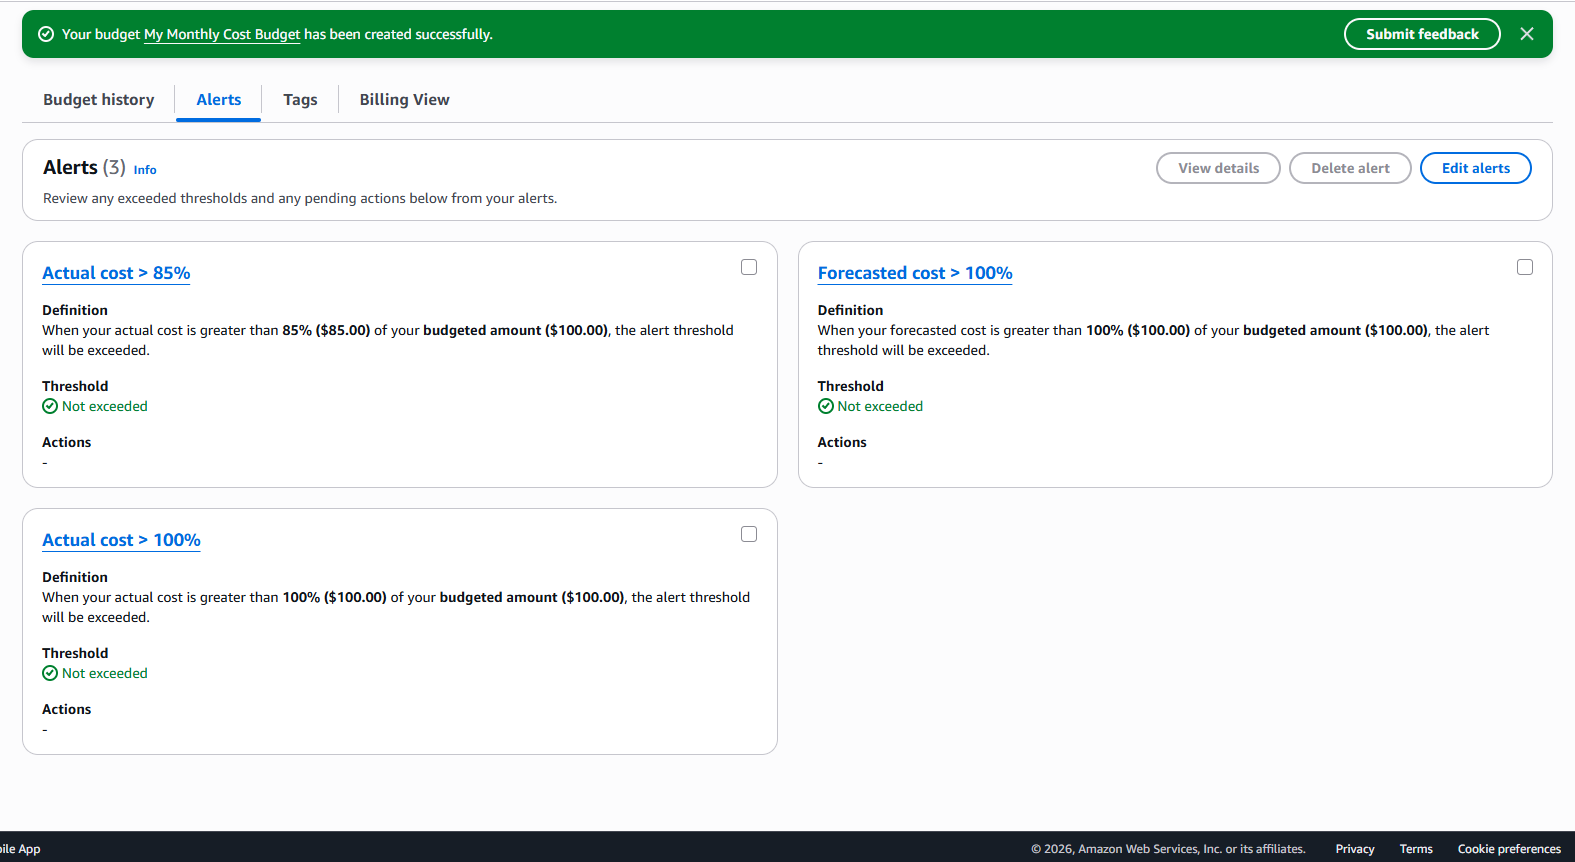 Your budget My Monthly Cost Budget has been created successfully.
Submit feedback
Budget history
Alerts
Tags
Billing View
Alerts (3) Info
View details
Delete alert
Edit alerts
Review any exceeded thresholds and any pending actions below from your alerts.
Actual cost > 85%
Definition
When your actual cost is greater than 85% ($85.00) of your budgeted amount ($100.00), the alert threshold
will be exceeded.
Threshold
Not exceeded
Actions
-
Forecasted cost > 100%
Definition
When your forecasted cost is greater than 100% ($100.00) of your budgeted amount ($100.00), the alert
threshold will be exceeded.
Threshold
Not exceeded
Actions
-
Actual cost > 100%
Definition
When your actual cost is greater than 100% ($100.00) of your budgeted amount ($100.00), the alert threshold
will be exceeded.
Threshold
Not exceeded
Actions
-
ile App
© 2026, Amazon Web Services, Inc. or its affiliates.
Privacy
Terms
Cookie preferences